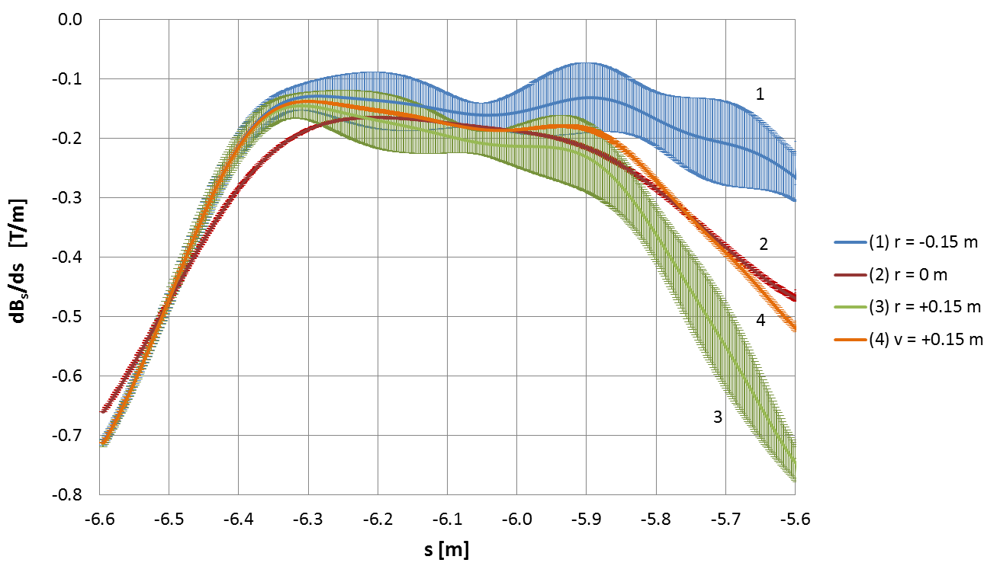 0.0
-0.1
-0.2
-0.3
-0.4
-0.5
-0.6
-0.7
-0.8
dBs/ds [T/m]
-6.6 -6.5 -6.4 -6.3 -6.2 -6.1 -6.0 -5.9 -5.8 -5.7 -5.6
s [m]
1
2
4
3
(1) r = -0.15 m
(2) r = 0 m
(3) r = +0.15 m
(4) v = +0.15 m